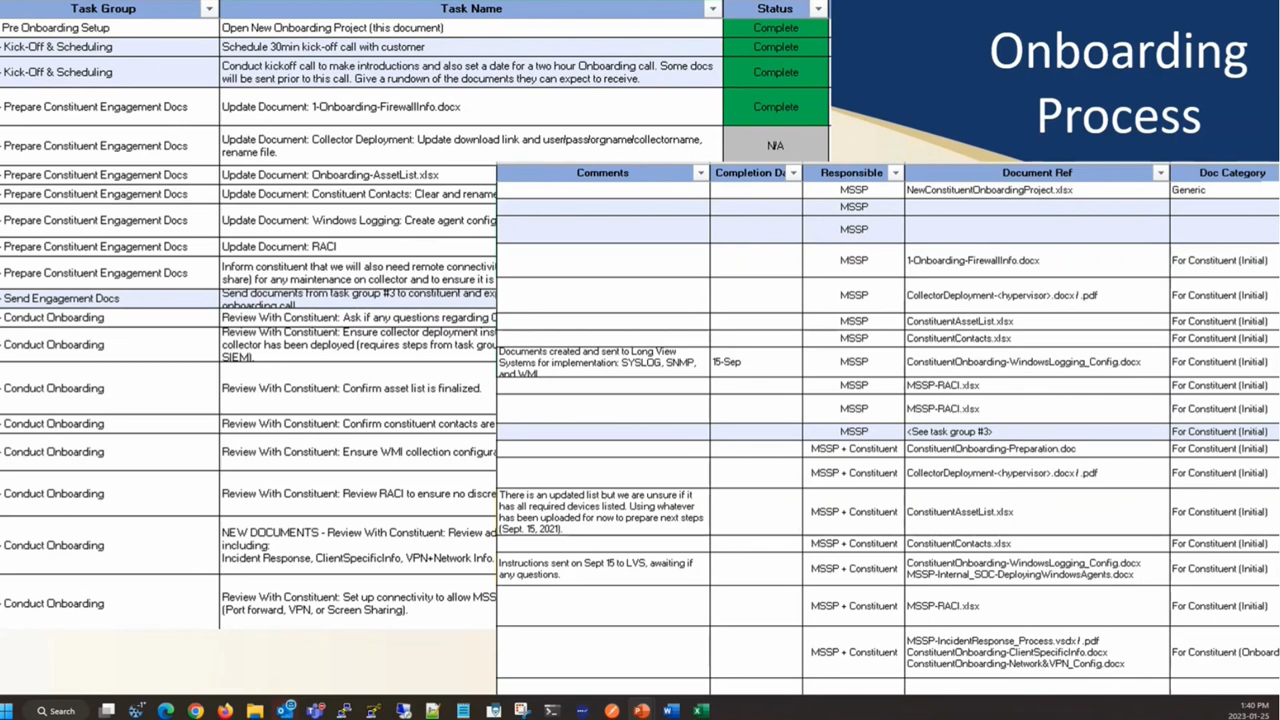 Onboarding
Process
Task Group
Task Name
Status
Pre Onboarding Setup
Open New Onboarding Project (this document)
Complete
- Kick-Off & Scheduling
Schedule 30min kick-off call with customer
Complete
- Kick-Off & Scheduling
Conduct kickoff call to make introductions and also set a date for a two hour Onboarding call. Some docs
will be sent prior to this call. Give a rundown of the documents they can expect to receive.
Complete
- Prepare Constituent Engagement Docs
Update Document: 1-Onboarding-FirewallInfo.docx
Complete
- Prepare Constituent Engagement Docs
Update Document: Collector Deployment: Update download link and user/pass/orgname/collectorname,
rename file.
N/A
- Prepare Constituent Engagement Docs
Update Document: Onboarding-AssetList.xlsx
- Prepare Constituent Engagement Docs
Update Document: Constituent Contacts: Clear and rename
- Prepare Constituent Engagement Docs
Update Document: Windows Logging: Create agent config
- Prepare Constituent Engagement Docs
Update Document: RACI
- Prepare Constituent Engagement Docs
Inform constituent that we will also need remote connectivi
share) for any maintenance on collector and to ensure it is
- Send Engagement Docs
Send documents from task group #3 to constituent and ex
onboarding call
- Conduct Onboarding
Review With Constituent: Ask if any questions regarding
- Conduct Onboarding
Review With Constituent: Ensure collector deployment ins
collector has been deployed (requires steps from task grou
SIEM).
- Conduct Onboarding
Review With Constituent: Confirm asset list is finalized.
- Conduct Onboarding
Review With Constituent: Confirm constituent contacts are
- Conduct Onboarding
Review With Constituent: Ensure WMI collection configura
- Conduct Onboarding
Review With Constituent: Review RACI to ensure no discre
- Conduct Onboarding
NEW DOCUMENTS - Review With Constituent: Review ad
including:
Incident Response, ClientSpecificInfo, VPN+Network Info.
- Conduct Onboarding
Review With Constituent: Set up connectivity to allow MSS
(Port forward, VPN, or Screen Sharing).
Comments
Completion Da
Responsible
Document Ref
Doc Category
MSSP
NewConstituentOnboardingProject.xlsx
Generic
MSSP
MSSP
MSSP
1-Onboarding-FirewallInfo.docx
For Constituent (Initial)
MSSP
CollectorDeployment-<hypervisor>.docx / .pdf
For Constituent (Initial)
MSSP
ConstituentAssetList.xlsx
For Constituent (Initial)
MSSP
ConstituentContacts.xlsx
For Constituent (Initial)
Documents created and sent to Long View
Systems for implementation: SYSLOG, SNMP,
and WMI
15-Sep
MSSP
ConstituentOnboarding-WindowsLogging_Config.docx
For Constituent (Initial)
MSSP
MSSP-RACI.xlsx
For Constituent (Initial)
MSSP
MSSP-RACI.xlsx
For Constituent (Initial)
MSSP
<See task group #3>
For Constituent (Initial)
MSSP + Constituent
ConstituentOnboarding-Preparation.doc
For Constituent (Initial)
MSSP + Constituent
CollectorDeployment-<hypervisor>.docx / .pdf
For Constituent (Initial)
There is an updated list but we are unsure if it
has all required devices listed. Using whatever
has been uploaded for now to prepare next steps
(Sept. 15, 2021).
MSSP + Constituent
ConstituentAssetList.xlsx
For Constituent (Initial)
MSSP + Constituent
ConstituentContacts.xlsx
For Constituent (Initial)
Instructions sent on Sept 15 to LVS, awaiting if
any questions.
MSSP + Constituent
ConstituentOnboarding-WindowsLogging_Config.docx
MSSP-Internal_SOC-DeployingWindowsAgents.docx
For Constituent (Initial)
MSSP + Constituent
MSSP-RACI.xlsx
For Constituent (Initial)
MSSP + Constituent
MSSP-IncidentResponse_Process.vsdx / .pdf
ConstituentOnboarding-ClientSpecificInfo.docx
ConstituentOnboarding-Network&VPN_Config.docx
For Constituent (Onboard
Search
1:40 PM
2023-01-25